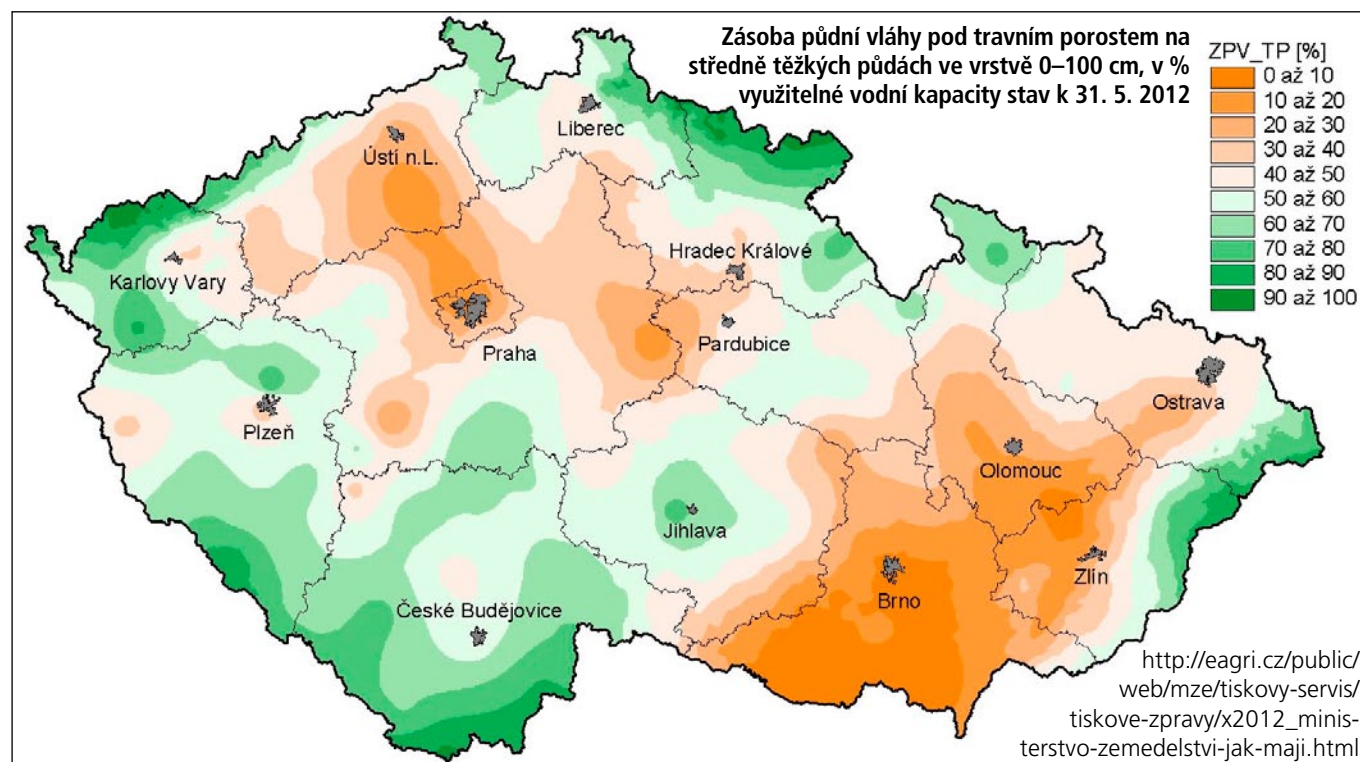 Zásoba půdní vláhy pod travním porostem na
středně těžkých půdách ve vrstvě 0–100 cm, v %
využitelné vodní kapacity stav k 31. 5. 2012
ZPV_TP [%]
0 až 10
10 až 20
20 až 30
30 až 40
40 až 50
50 až 60
60 až 70
70 až 80
80 až 90
90 až 100
Liberec
Ústí n.L.
Hradec Králové
Karlovy Vary
Praha
Pardubice
Ostrava
Plzeň
Olomouc
Jihlava
Zlín
Brno
České Budějovice
http://eagri.cz/public/
web/mze/tiskovy-servis/
tiskove-zpravy/x2012_minis-
terstvo-zemedelstvi-jak-maji.html